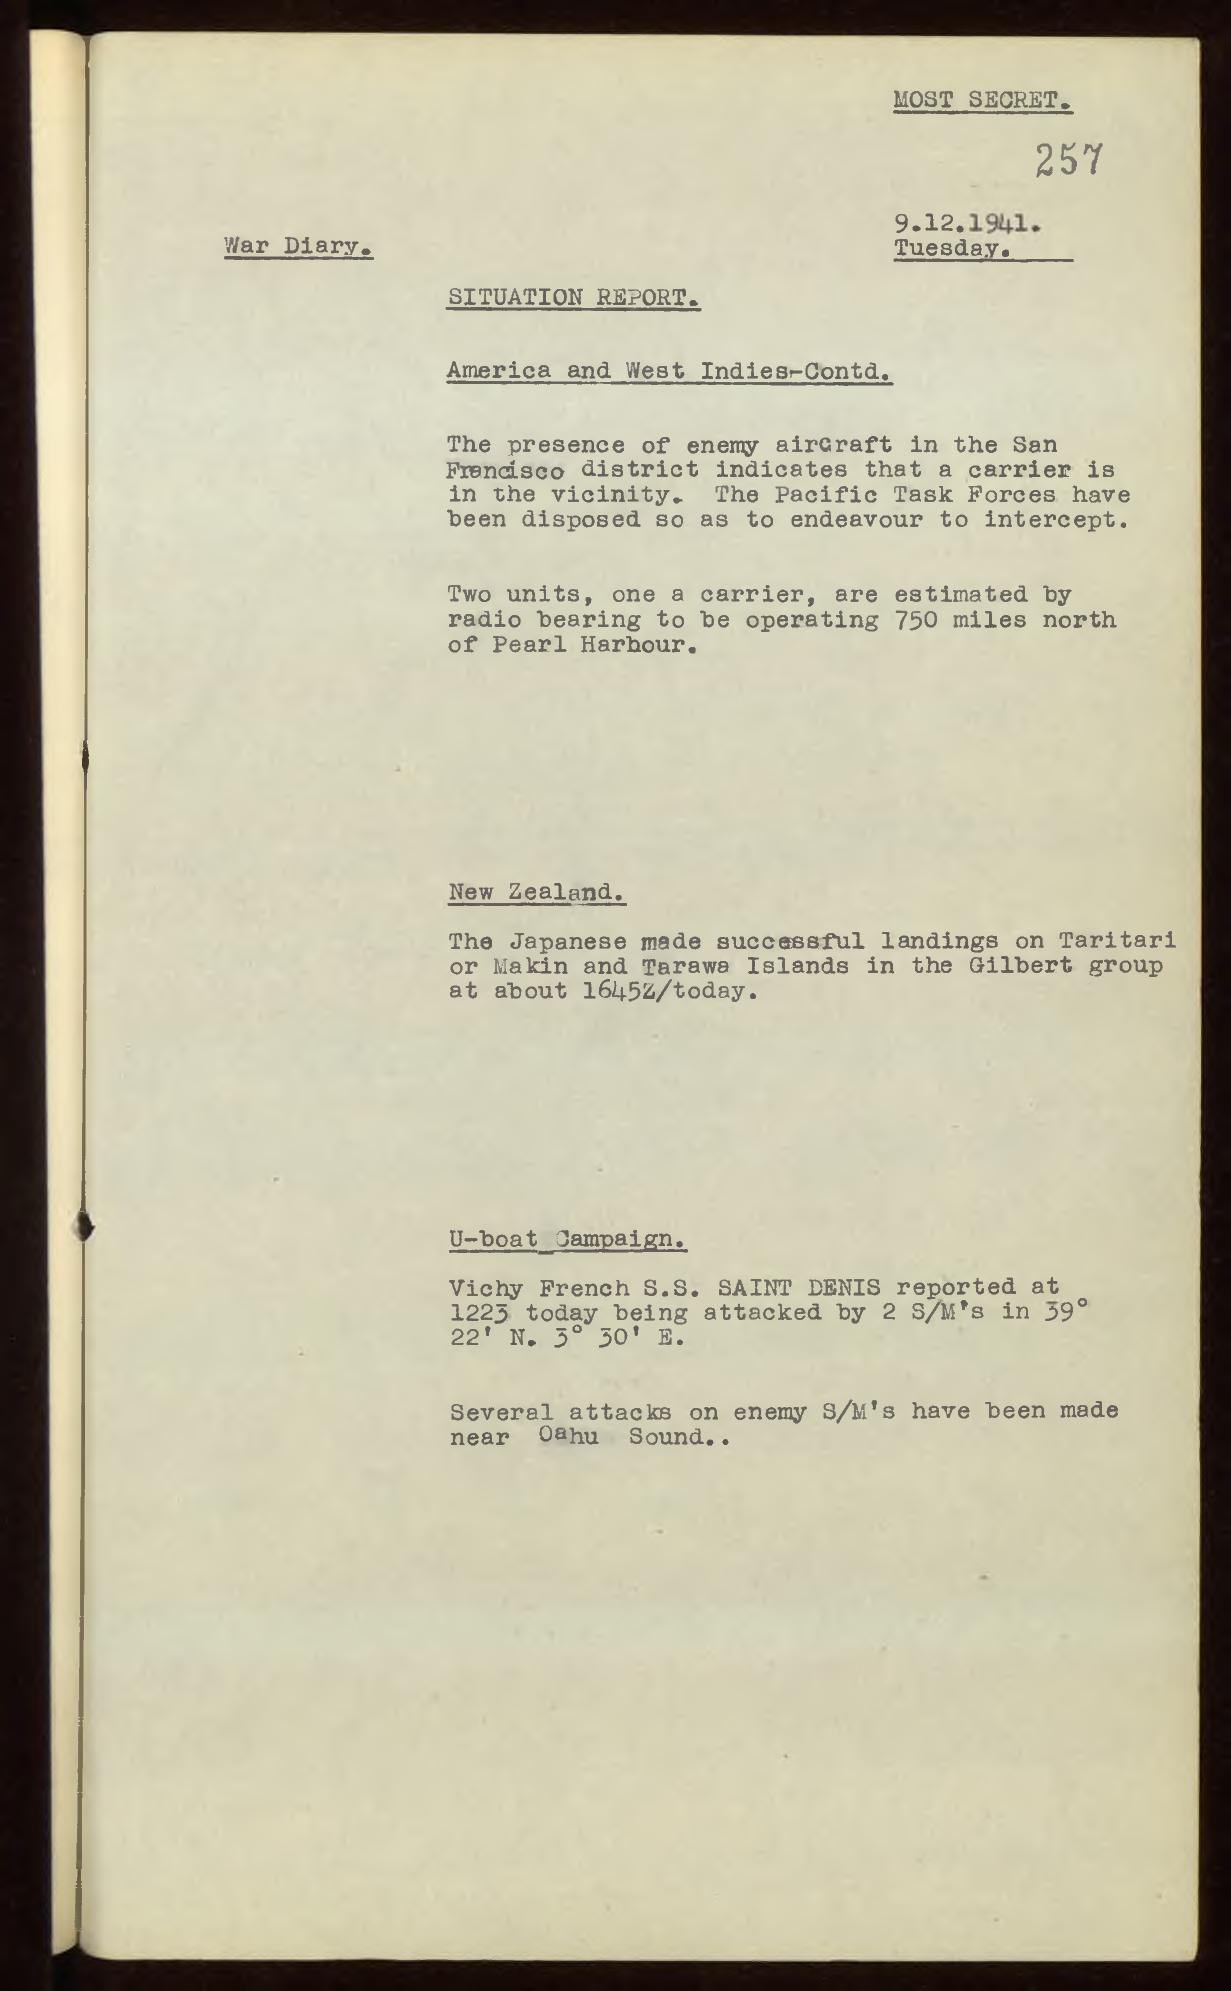 MOST SECRET.
257
9.12.1941.
War Diary.
Tuesday.
SITUATION REPORT.
America and West Indies-Contd.
The presence of enemy aircraft in the San
Francisco district indicates that a carrier is
in the vicinity. The Pacific Task Forces have
been disposed so as to endeavour to intercept.
Two units, one a carrier, are estimated by
radio bearing to be operating 750 miles north
of Pearl Harbour.
New Zealand.
The Japanese made successful landings on Taritari
or Makin and Tarawa Islands in the Gilbert group
at about 1645Z/today.
U-boat Campaign.
Vichy French S.S. SAINT DENIS reported at
1223 today being attacked by 2 S/M's in 39°
22' N. 3° 30' E.
Several attacks on enemy S/M's have been made
near Oahu Sound..